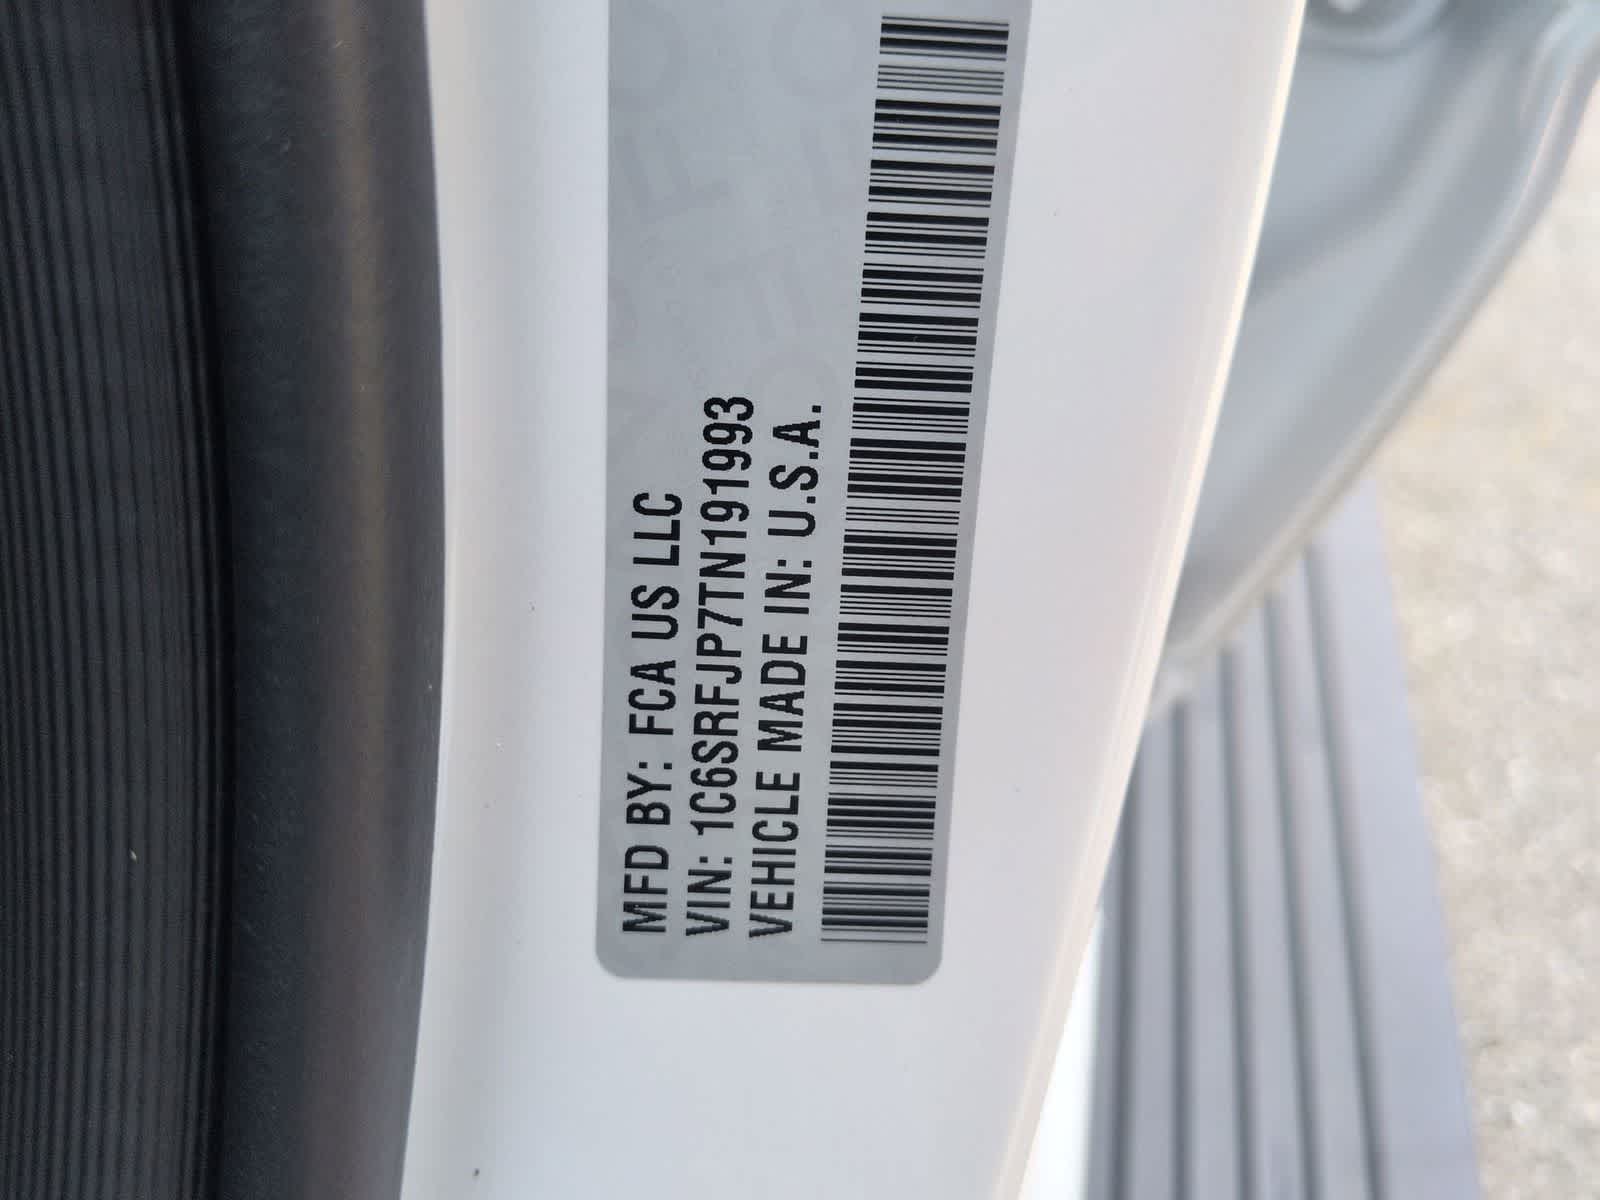 MFD BY: FCA US LLC
VIN: 1C6SRFJP7TN191993
VEHICLE MADE IN: U.S.A.